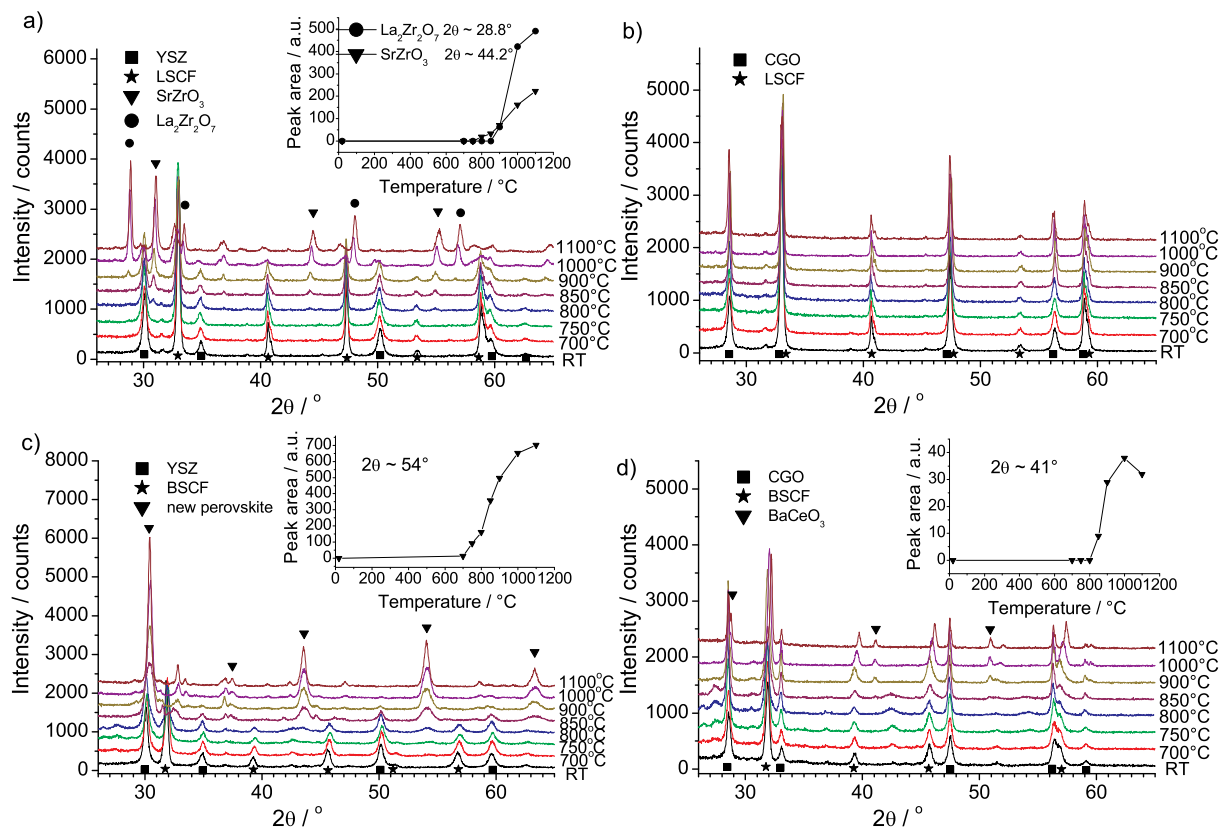 a)
6000
5000
4000
3000
2000
1000
0
Intensity / counts
30
40
50
60
2θ / °
■ YSZ
★ LSCF
▼ SrZrO₃
● La₂Zr₂O₇
500
400
300
200
100
0
Peak area / a.u.
● La₂Zr₂O₇ 2θ ~ 28.8°
▼ SrZrO₃ 2θ ~ 44.2°
0 200 400 600 800 1000 1200
Temperature / °C
1100°C
1000°C
900°C
850°C
800°C
750°C
700°C
RT
b)
5000
4000
3000
2000
1000
0
Intensity / counts
30
40
50
60
2θ / °
■ CGO
★ LSCF
1100°C
1000°C
900°C
850°C
800°C
750°C
700°C
RT
c)
8000
7000
6000
5000
4000
3000
2000
1000
0
Intensity / counts
30
40
50
60
2θ / °
■ YSZ
★ BSCF
▼ new perovskite
700
600
500
400
300
200
100
0
Peak area / a.u.
2θ ~ 54°
0 200 400 600 800 1000 1200
Temperature / °C
1100°C
1000°C
900°C
850°C
800°C
750°C
700°C
RT
d)
5000
4000
3000
2000
1000
0
Intensity / counts
30
40
50
60
2θ / °
■ CGO
★ BSCF
▼ BaCeO₃
40
30
20
10
0
Peak area / a.u.
2θ ~ 41°
0 200 400 600 800 1000 1200
Temperature / °C
1100°C
1000°C
900°C
850°C
800°C
750°C
700°C
RT